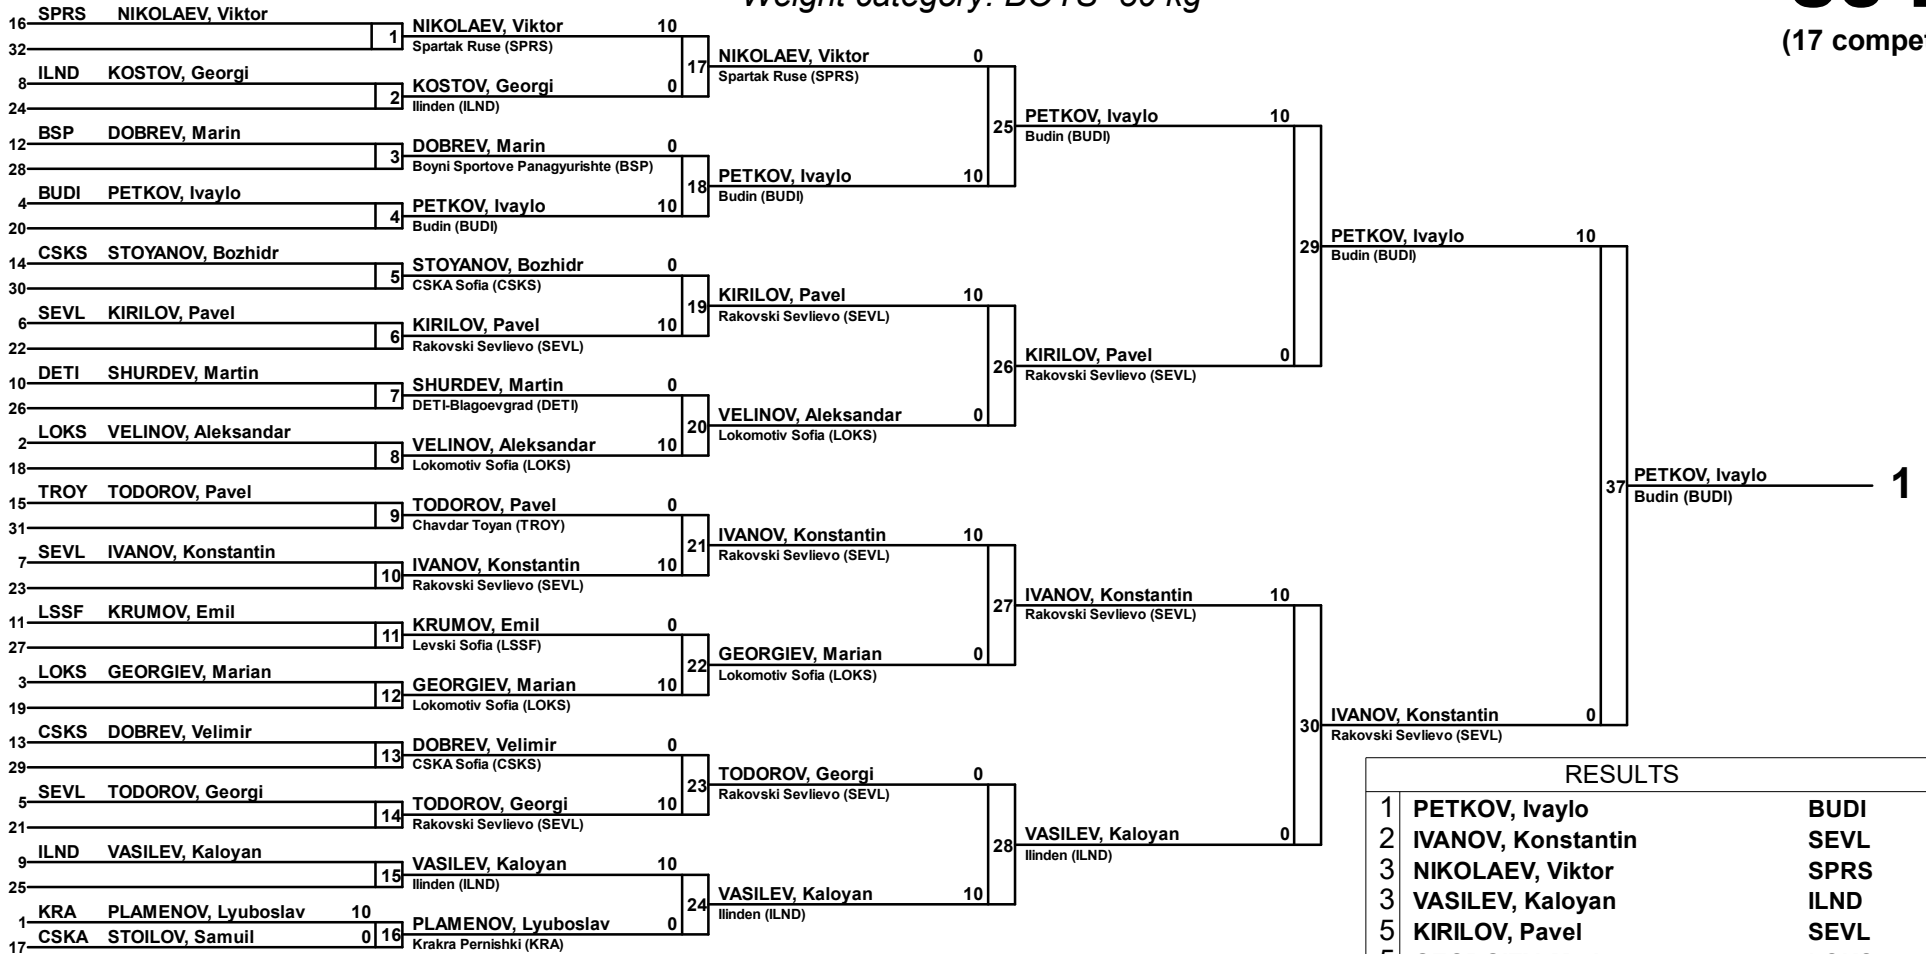 Weight category: BOYS -60 kg
(17 compe
16 SPRS NIKOLAEV, Viktor
32
1
8 ILND KOSTOV, Georgi
24
2
12 BSP DOBREV, Marin
28
3
4 BUDI PETKOV, Ivaylo
20
4
14 CSKS STOYANOV, Bozhidr
30
5
6 SEVL KIRILOV, Pavel
22
6
10 DETI SHURDEV, Martin
26
7
2 LOKS VELINOV, Aleksandar
18
8
15 TROY TODOROV, Pavel
31
9
7 SEVL IVANOV, Konstantin
23
10
11 LSSF KRUMOV, Emil
27
11
3 LOKS GEORGIEV, Marian
19
12
13 CSKS DOBREV, Velimir
29
13
5 SEVL TODOROV, Georgi
21
14
9 ILND VASILEV, Kaloyan
25
15
1 KRA PLAMENOV, Lyuboslav 10
17 CSKA STOILOV, Samuil 0
16
NIKOLAEV, Viktor 10
Spartak Ruse (SPRS)
17
KOSTOV, Georgi 0
Ilinden (ILND)
DOBREV, Marin 0
Boyni Sportove Panagyurishte (BSP)
18
PETKOV, Ivaylo 10
Budin (BUDI)
STOYANOV, Bozhidr 0
CSKA Sofia (CSKS)
19
KIRILOV, Pavel 10
Rakovski Sevlievo (SEVL)
SHURDEV, Martin 0
DETI-Blagoevgrad (DETI)
20
VELINOV, Aleksandar 10
Lokomotiv Sofia (LOKS)
TODOROV, Pavel 0
Chavdar Toyan (TROY)
21
IVANOV, Konstantin 10
Rakovski Sevlievo (SEVL)
KRUMOV, Emil 0
Levski Sofia (LSSF)
22
GEORGIEV, Marian 10
Lokomotiv Sofia (LOKS)
DOBREV, Velimir 0
CSKA Sofia (CSKS)
23
TODOROV, Georgi 10
Rakovski Sevlievo (SEVL)
VASILEV, Kaloyan 10
Ilinden (ILND)
24
PLAMENOV, Lyuboslav 0
Krakra Pernishki (KRA)
NIKOLAEV, Viktor 0
Spartak Ruse (SPRS)
25
PETKOV, Ivaylo 10
Budin (BUDI)
KIRILOV, Pavel 10
Rakovski Sevlievo (SEVL)
26
VELINOV, Aleksandar 0
Lokomotiv Sofia (LOKS)
IVANOV, Konstantin 10
Rakovski Sevlievo (SEVL)
27
GEORGIEV, Marian 0
Lokomotiv Sofia (LOKS)
TODOROV, Georgi 0
Rakovski Sevlievo (SEVL)
28
VASILEV, Kaloyan 10
Ilinden (ILND)
PETKOV, Ivaylo 10
Budin (BUDI)
29
KIRILOV, Pavel 0
Rakovski Sevlievo (SEVL)
IVANOV, Konstantin 10
Rakovski Sevlievo (SEVL)
30
VASILEV, Kaloyan 0
Ilinden (ILND)
PETKOV, Ivaylo 10
Budin (BUDI)
37
IVANOV, Konstantin 0
Rakovski Sevlievo (SEVL)
PETKOV, Ivaylo
Budin (BUDI)
1
RESULTS
1 PETKOV, Ivaylo BUDI
2 IVANOV, Konstantin SEVL
3 NIKOLAEV, Viktor SPRS
3 VASILEV, Kaloyan ILND
5 KIRILOV, Pavel SEVL